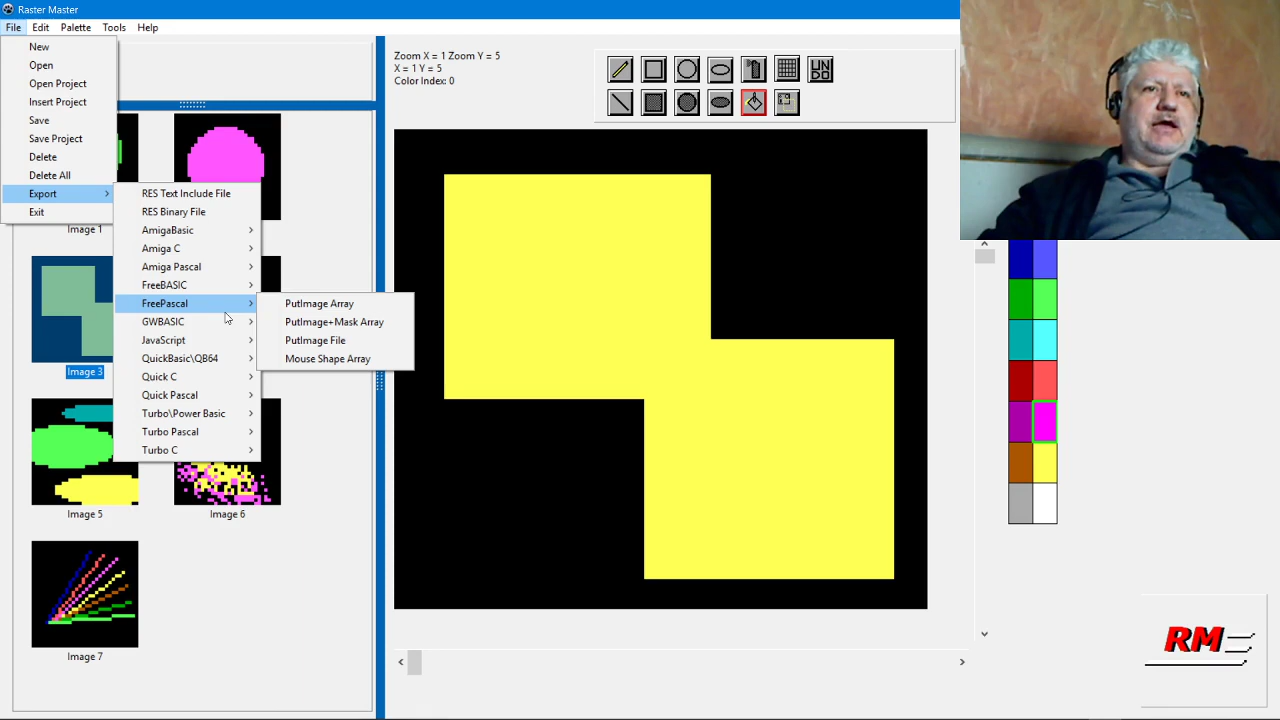 Raster Master
File Edit Palette Tools Help
New
Open
Open Project
Insert Project
Save
Save Project
Delete
Delete All
Export
Exit
RES Text Include File
RES Binary File
AmigaBasic
Amiga C
Amiga Pascal
FreeBASIC
FreePascal
GWBASIC
JavaScript
QuickBasic\QB64
Quick C
Quick Pascal
Turbo\Power Basic
Turbo Pascal
Turbo C
PutImage Array
PutImage+Mask Array
PutImage File
Mouse Shape Array
Image 1
Image 3
Image 5
Image 6
Image 7
Zoom X = 1 Zoom Y = 5
X = 1 Y = 5
Color Index: 0
UN
DO
RM